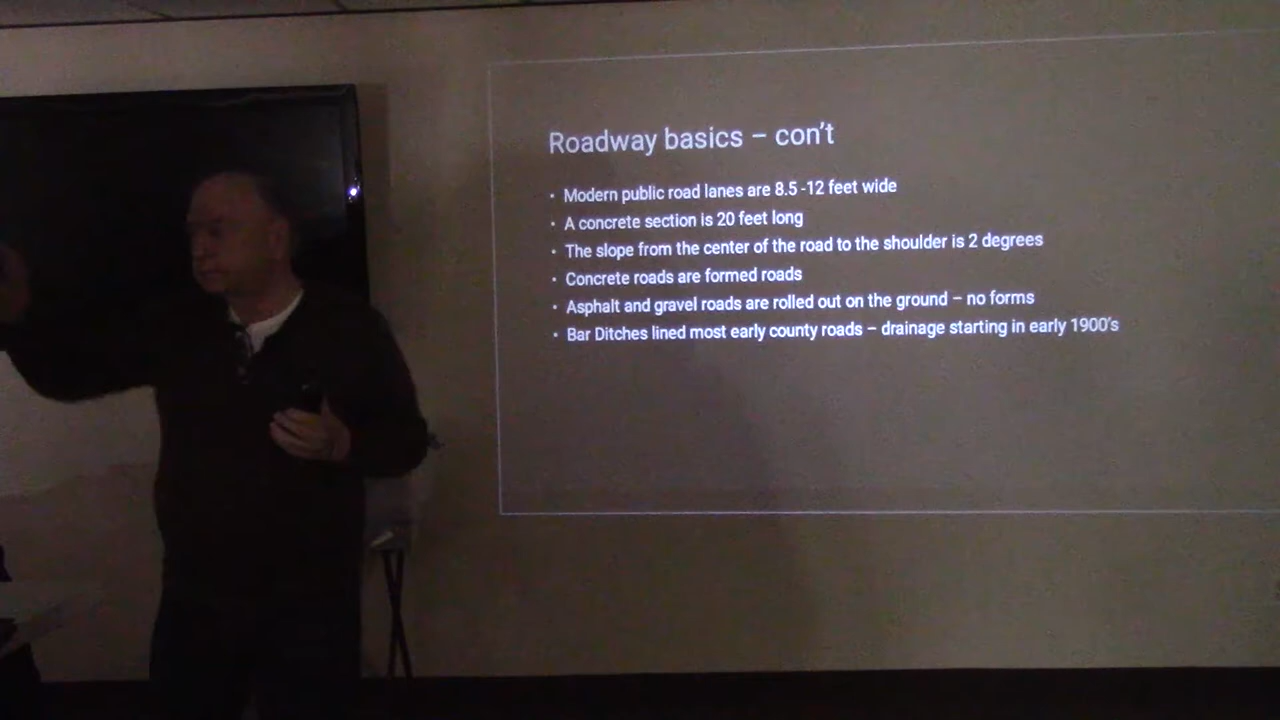 Roadway basics – con't
• Modern public road lanes are 8.5 -12 feet wide
• A concrete section is 20 feet long
• The slope from the center of the road to the shoulder is 2 degrees
• Concrete roads are formed roads
• Asphalt and gravel roads are rolled out on the ground – no forms
• Bar Ditches lined most early county roads – drainage starting in early 1900's